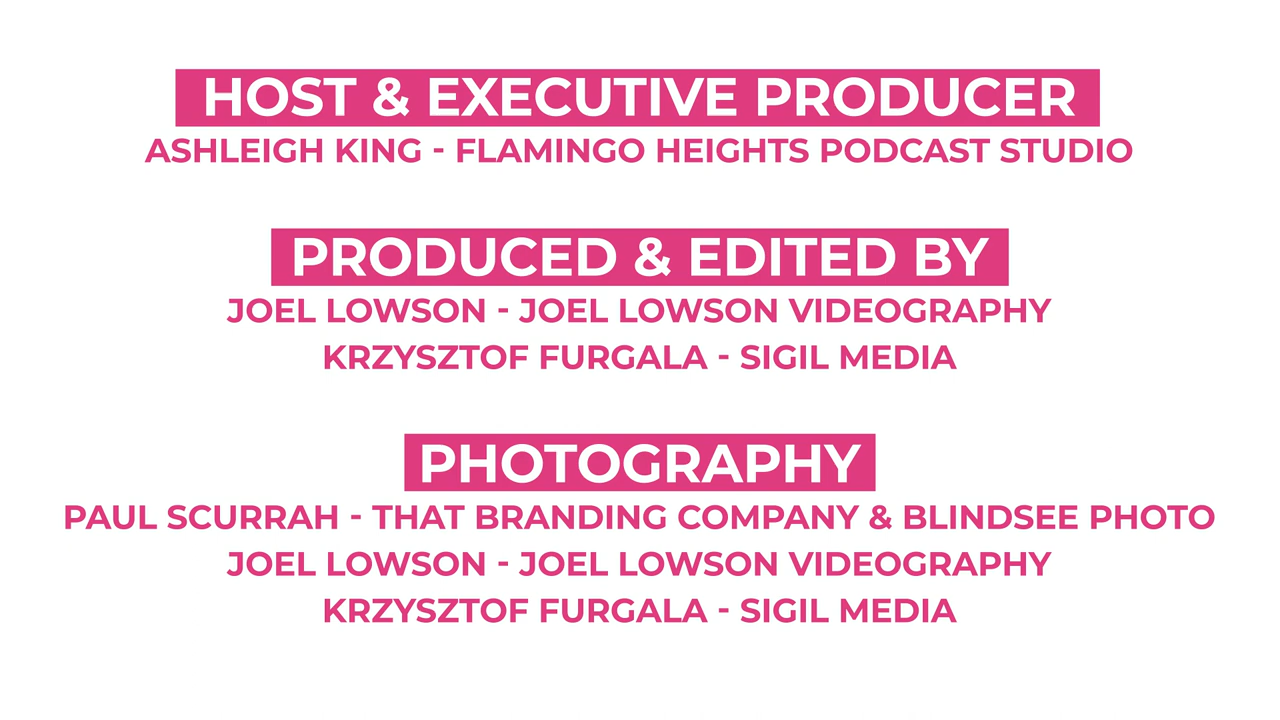 HOST & EXECUTIVE PRODUCER
ASHLEIGH KING - FLAMINGO HEIGHTS PODCAST STUDIO
PRODUCED & EDITED BY
JOEL LOWSON - JOEL LOWSON VIDEOGRAPHY
KRZYSZTOF FURGALA - SIGIL MEDIA
PHOTOGRAPHY
PAUL SCURRAH - THAT BRANDING COMPANY & BLINDSEE PHOTO
JOEL LOWSON - JOEL LOWSON VIDEOGRAPHY
KRZYSZTOF FURGALA - SIGIL MEDIA